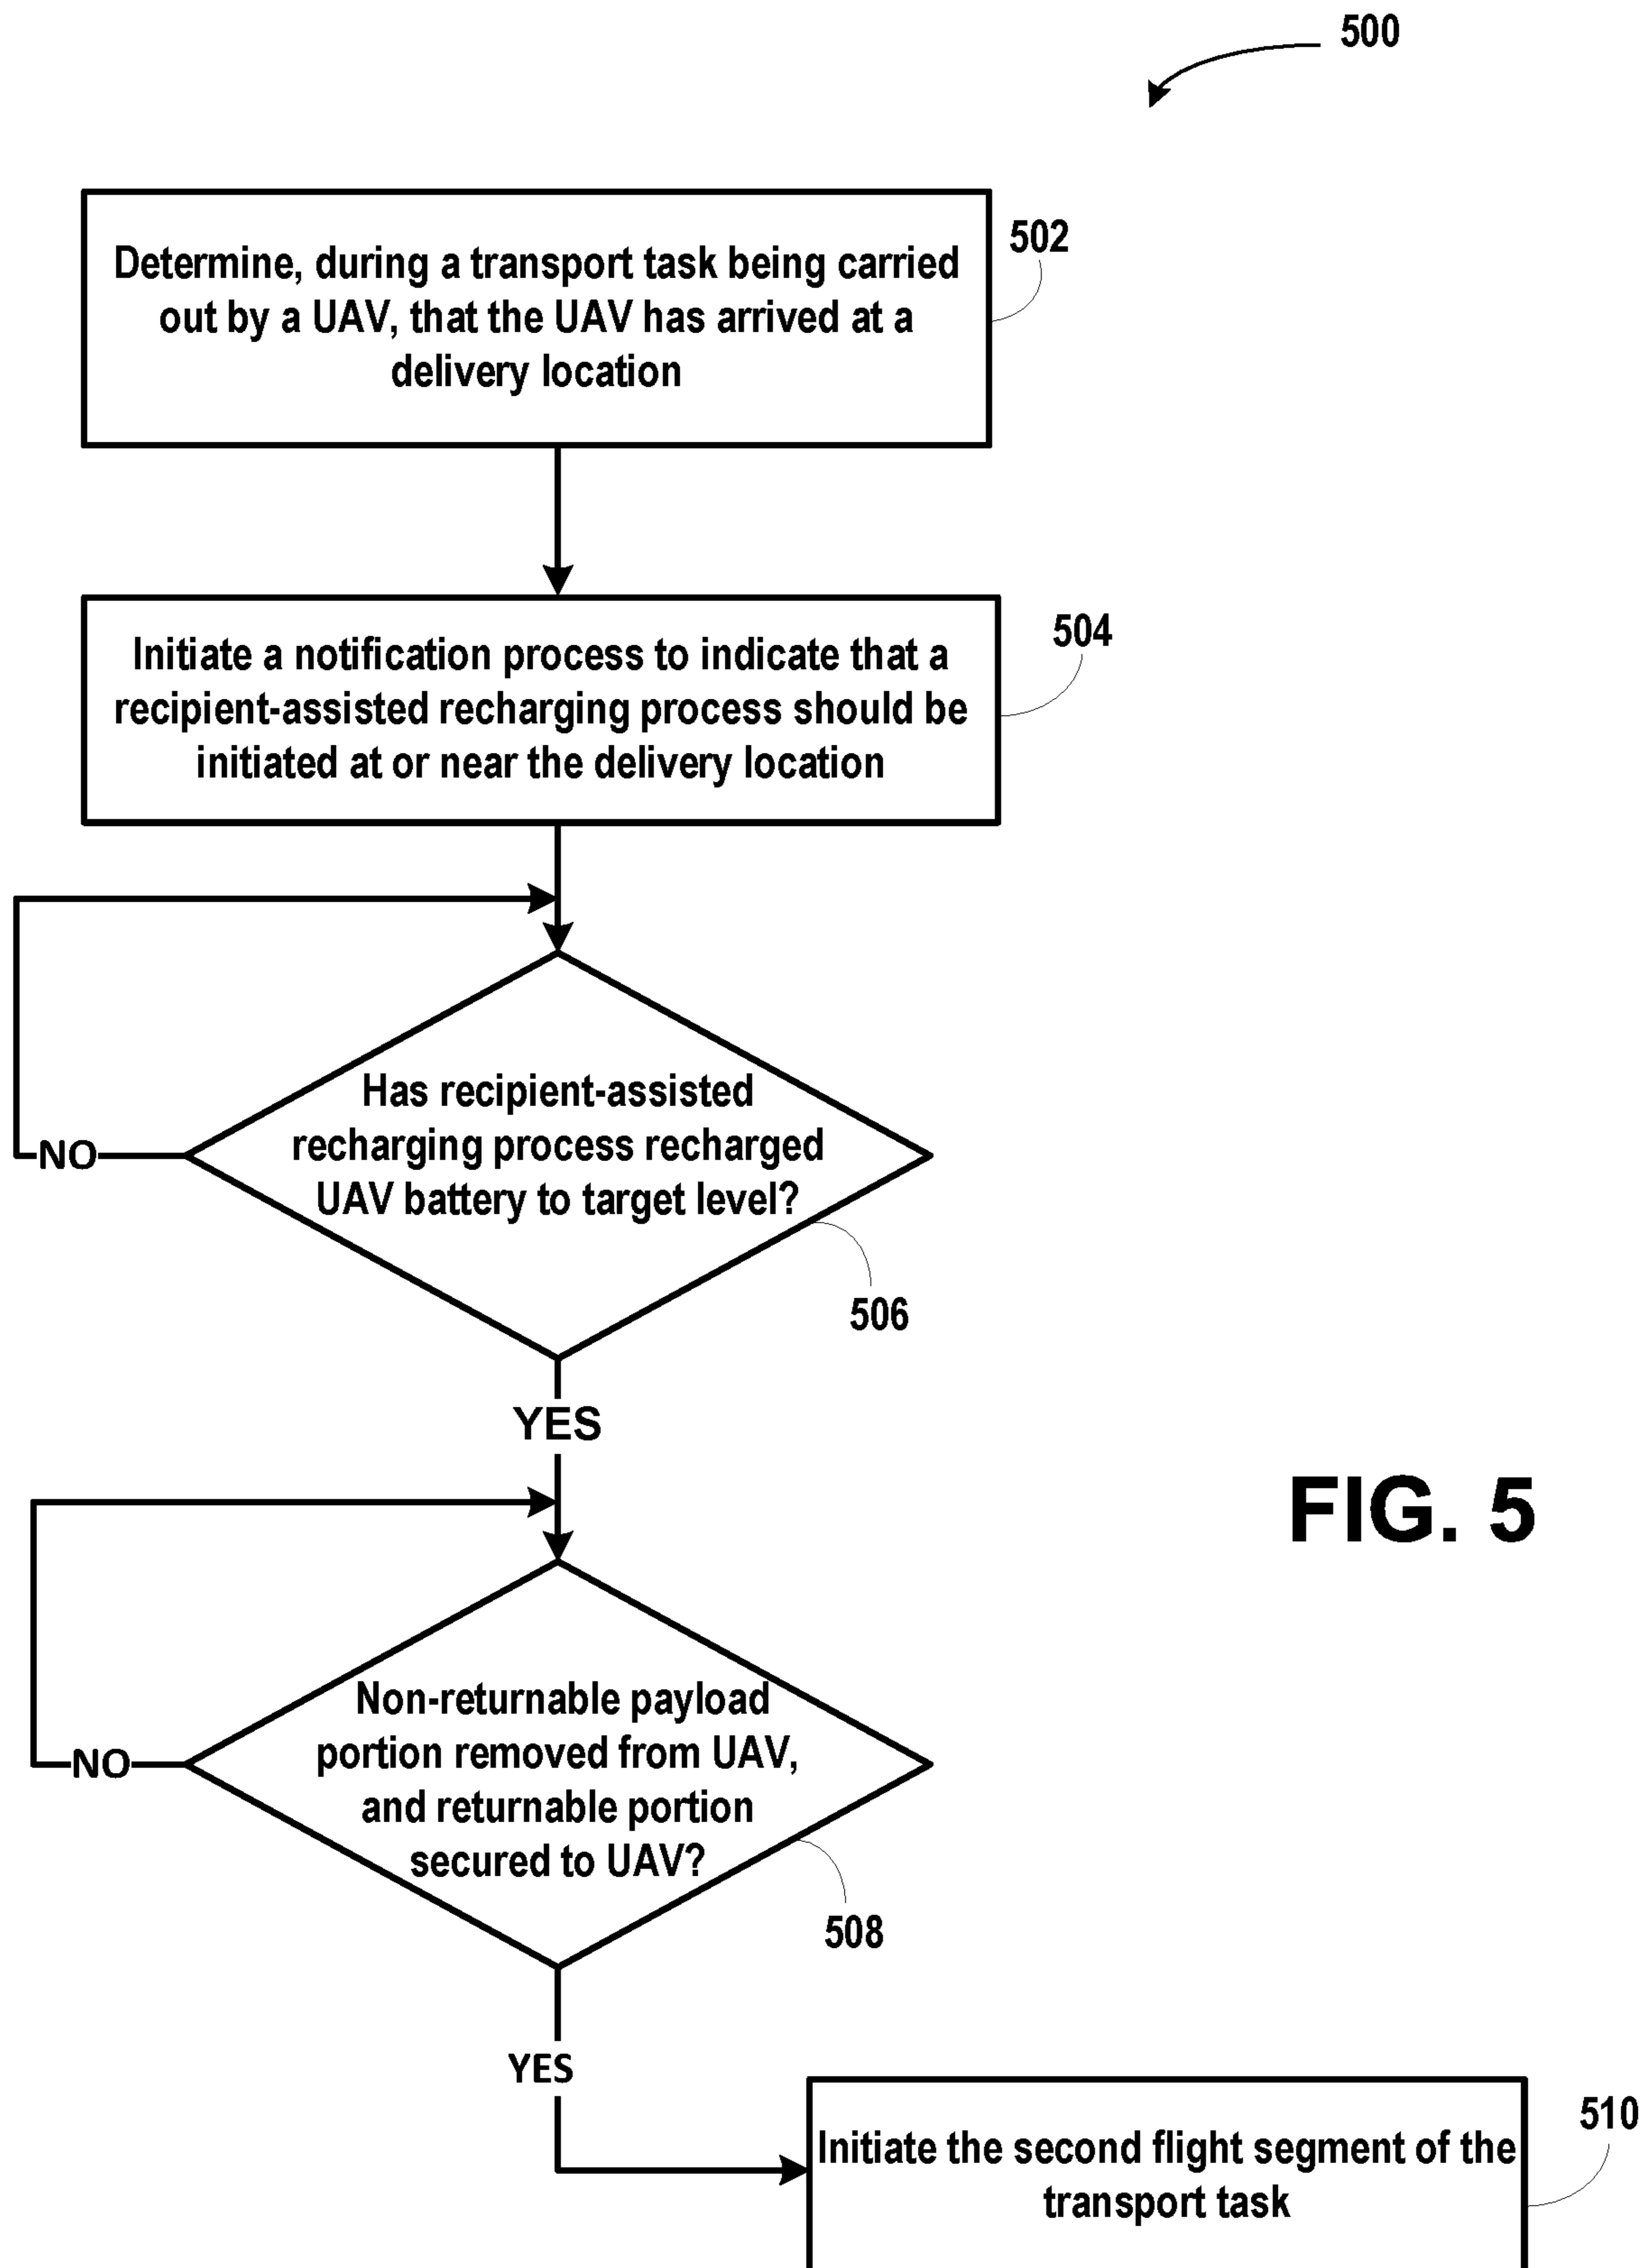 500
Determine, during a transport task being carried
out by a UAV, that the UAV has arrived at a
delivery location
502
Initiate a notification process to indicate that a
recipient-assisted recharging process should be
initiated at or near the delivery location
504
Has recipient-assisted
recharging process recharged
UAV battery to target level?
NO
506
YES
FIG. 5
Non-returnable payload
portion removed from UAV,
and returnable portion
secured to UAV?
NO
508
YES
Initiate the second flight segment of the
transport task
510